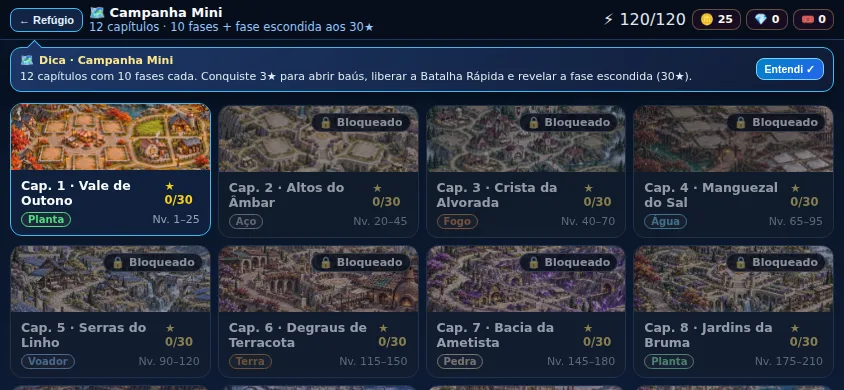 ← Refúgio
🗺️ Campanha Mini
12 capítulos · 10 fases + fase escondida aos 30★
⚡ 120/120
🪙 25
💎 0
🎟️ 0
🗺️ Dica · Campanha Mini
12 capítulos com 10 fases cada. Conquiste 3★ para abrir baús, liberar a Batalha Rápida e revelar a fase escondida (30★).
Entendi ✓
Cap. 1 · Vale de
Outono
★
0/30
Planta
Nv. 1–25
🔒 Bloqueado
Cap. 2 · Altos do
Âmbar
★
0/30
Aço
Nv. 20–45
🔒 Bloqueado
Cap. 3 · Crista da
Alvorada
★
0/30
Fogo
Nv. 40–70
🔒 Bloqueado
Cap. 4 · Manguezal
do Sal
★
0/30
Água
Nv. 65–95
🔒 Bloqueado
Cap. 5 · Serras do
Linho
★
0/30
Voador
Nv. 90–120
🔒 Bloqueado
Cap. 6 · Degraus de
Terracota
★
0/30
Terra
Nv. 115–150
🔒 Bloqueado
Cap. 7 · Bacia da
Ametista
★
0/30
Pedra
Nv. 145–180
🔒 Bloqueado
Cap. 8 · Jardins da
Bruma
★
0/30
Planta
Nv. 175–210